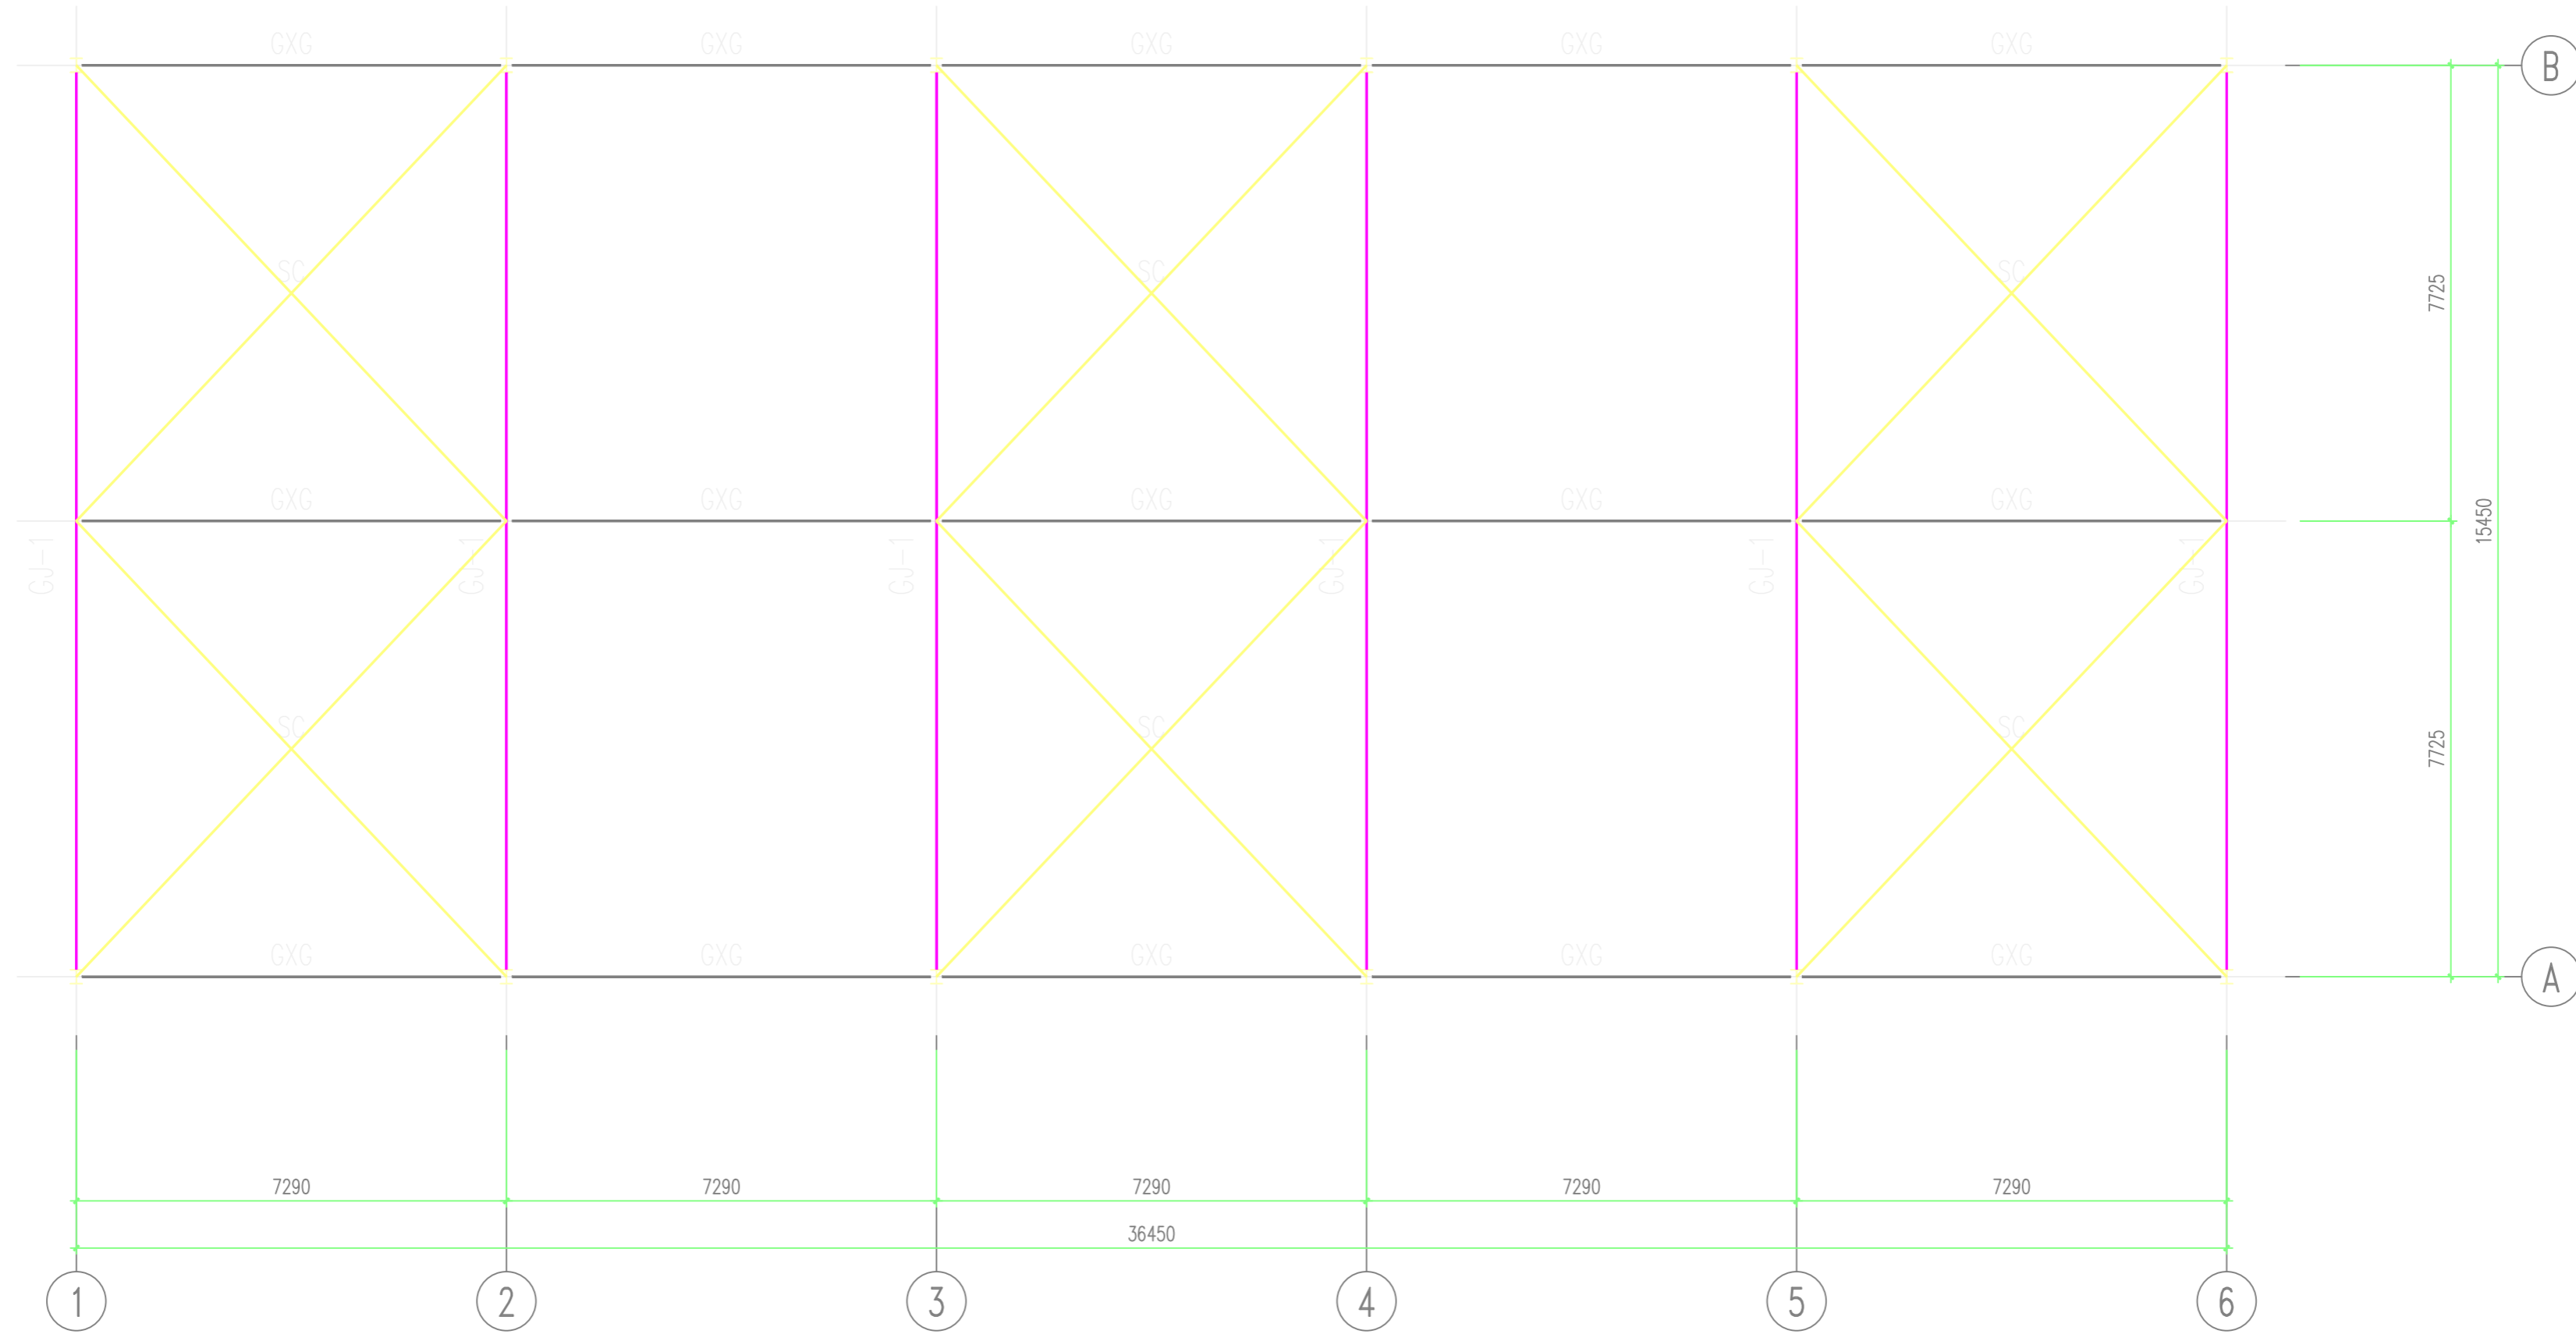 GXG GXG GXG GXG GXG
B
SC SC SC
7725
GXG GXG GXG GXG GXG
15450
GJ-1 GJ-1 GJ-1 GJ-1 GJ-1 GJ-1
SC SC SC
7725
GXG GXG GXG GXG GXG
A
7290 7290 7290 7290 7290
36450
1 2 3 4 5 6